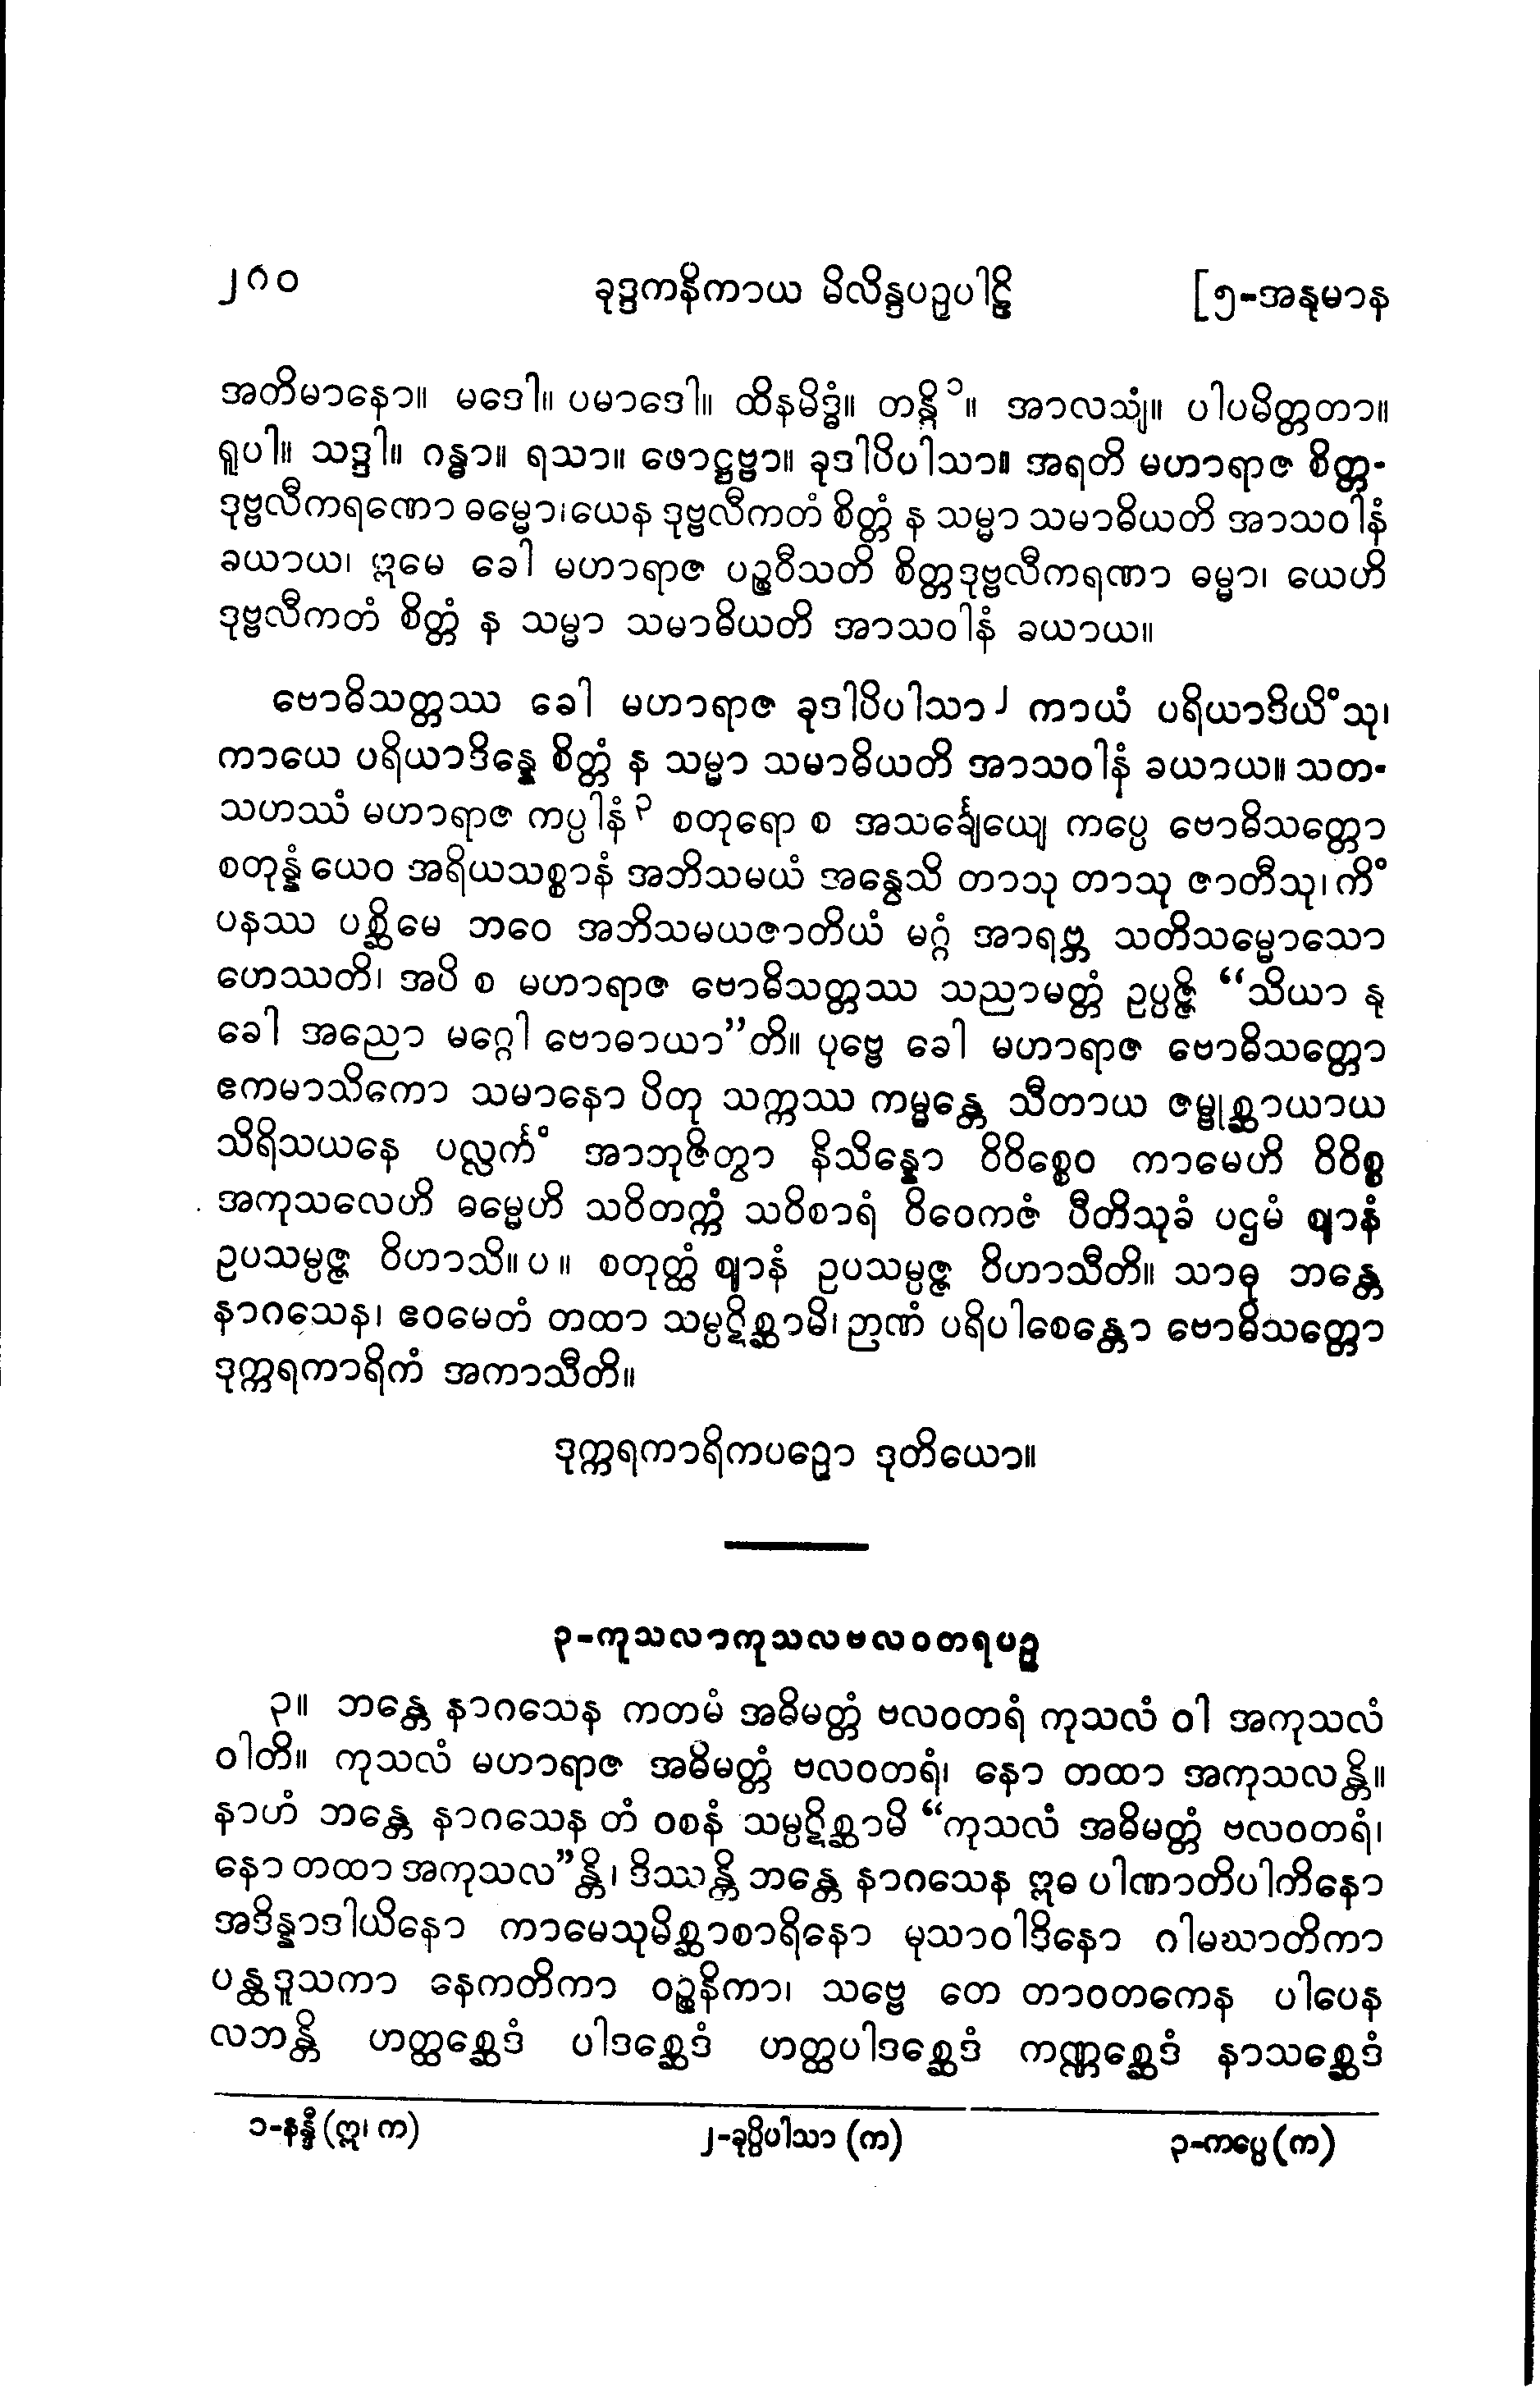 ၂၈၀ ခုဒ္ဒကနိကာယ မိလိန္ဒပဉှပါဠိ [၅-အနုမာန
အတိမာနော။ မဒေါ။ ပမာဒေါ။ ထိနမိဒ္ဓံ။ တန္ဒိ၁။ အာလသျံ။ ပါပမိတ္တတာ။
ရူပါ။ သဒ္ဒါ။ ဂန္ဓာ။ ရသာ။ ဖောဋ္ဌဗ္ဗာ။ ခုဒါပိပါသာ။ အရတိ မဟာရာဇ စိတ္တ-
ဒုဗ္ဗလီကရဏော ဓမ္မော၊ ယေန ဒုဗ္ဗလီကတံ စိတ္တံ န သမ္မာ သမာဓိယတိ အာသဝါနံ
ခယာယ၊ ဣမေ ခေါ မဟာရာဇ ပဉ္စဝီသတိ စိတ္တဒုဗ္ဗလီကရဏာ ဓမ္မာ၊ ယေဟိ
ဒုဗ္ဗလီကတံ စိတ္တံ န သမ္မာ သမာဓိယတိ အာသဝါနံ ခယာယ။
ဗောဓိသတ္တဿ ခေါ မဟာရာဇ ခုဒါပိပါသာ၂ ကာယံ ပရိယာဒိယိံသု၊
ကာယေ ပရိယာဒိန္နေ စိတ္တံ န သမ္မာ သမာဓိယတိ အာသဝါနံ ခယာယ။ သတ-
သဟဿံ မဟာရာဇ ကပ္ပါနံ၃ စတုရော စ အသင်္ချေယျေ ကပ္ပေ ဗောဓိသတ္တော
စတုန္နံ ယေဝ အရိယသစ္စာနံ အဘိသမယံ အန္వေသိ တာသု တာသု ဇာတီသု၊ ကိံ
ပနဿ ပစ္ဆိမေ ဘဝေ အဘိသမယဇာတိယံ မဂ္ဂံ အာရဗ္ဘ သတိသမ္မောသော
ဟေဿတိ၊ အပိ စ မဟာရာဇ ဗောဓိသတ္တဿ သညာမတ္တံ ဥပ္ပဇ္ဇိ “သိယာ နု
ခေါ အညော မဂ္ဂေါ ဗောဓာယာ”တိ။ ပုဗ္ဗေ ခေါ မဟာရာဇ ဗောဓိသတ္တော
ဧကမာသိကော သမာနော ပိတု သက္ကဿ ကမ္မန္တေ သီတာယ ဇမ္ဗုစ္ဆာယာယ
သိရိသယနေ ပလ္လင်္ကံ အာဘုဇိတွာ နိသိန္နော ဝိဝိစ္စေဝ ကာမေဟိ ဝိဝိစ္စ
အကုသလေဟိ ဓမ္မေဟိ သဝိတက္ကံ သဝိစာရံ ဝိဝေကဇံ ပီတိသုခံ ပဌမံ ဈာနံ
ဥပသမ္ပဇ္ဇ ဝိဟာသိ။ ပ ။ စတုတ္ထံ ဈာနံ ဥပသမ္ပဇ္ဇ ဝိဟာသီတိ။ သာဓု ဘန္တေ
နာဂသေန၊ ဧဝမေတံ တထာ သမ္ပဋိစ္ဆာမိ၊ ဉာဏံ ပရိပါစေန္တော ဗောဓိသတ္တော
ဒုက္ကရကာရိကံ အကာသီတိ။
ဒုက္ကရကာရိကပဉှော ဒုတိယော။
၃-ကုသလာကုသလဗလဝတရပဉှ
၃။ ဘန္တေ နာဂသေန ကတမံ အဓိမတ္တံ ဗလဝတရံ ကုသလံ ဝါ အကုသလံ
ဝါတိ။ ကုသလံ မဟာရာဇ အဓိမတ္တံ ဗလဝတရံ၊ နော တထာ အကုသလန္တိ။
နာဟံ ဘန္တေ နာဂသေန တံ ဝစနံ သမ္ပဋိစ္ဆာမိ “ကုသလံ အဓိမတ္တံ ဗလဝတရံ၊
နော တထာ အကုသလ”န္တိ၊ ဒိဿန္တိ ဘန္တေ နာဂသေန ဣဓ ပါဏာတိပါတိနော
အဒိန္နာဒါယိနော ကာမေသုမိစ္ဆာစာရိနော မုသာဝါဒိနော ဂါမဃာတိကာ
ပန္ထဒူသကာ နေကတိကာ ဝဉ္စနိကာ၊ သဗ္ဗေ တေ တာဝတကေန ပါပေန
လဘန္တိ ဟတ္ထစ္ဆေဒံ ပါဒစ္ဆေဒံ ဟတ္ထပါဒစ္ဆေဒံ ကဏ္ဏစ္ဆေဒံ နာသစ္ဆေဒံ
၁-နန္ဒီ (ဣ၊ က) ၂-ခုပ္ပိပါသာ (က) ၃-ကပ္ပေ (က)